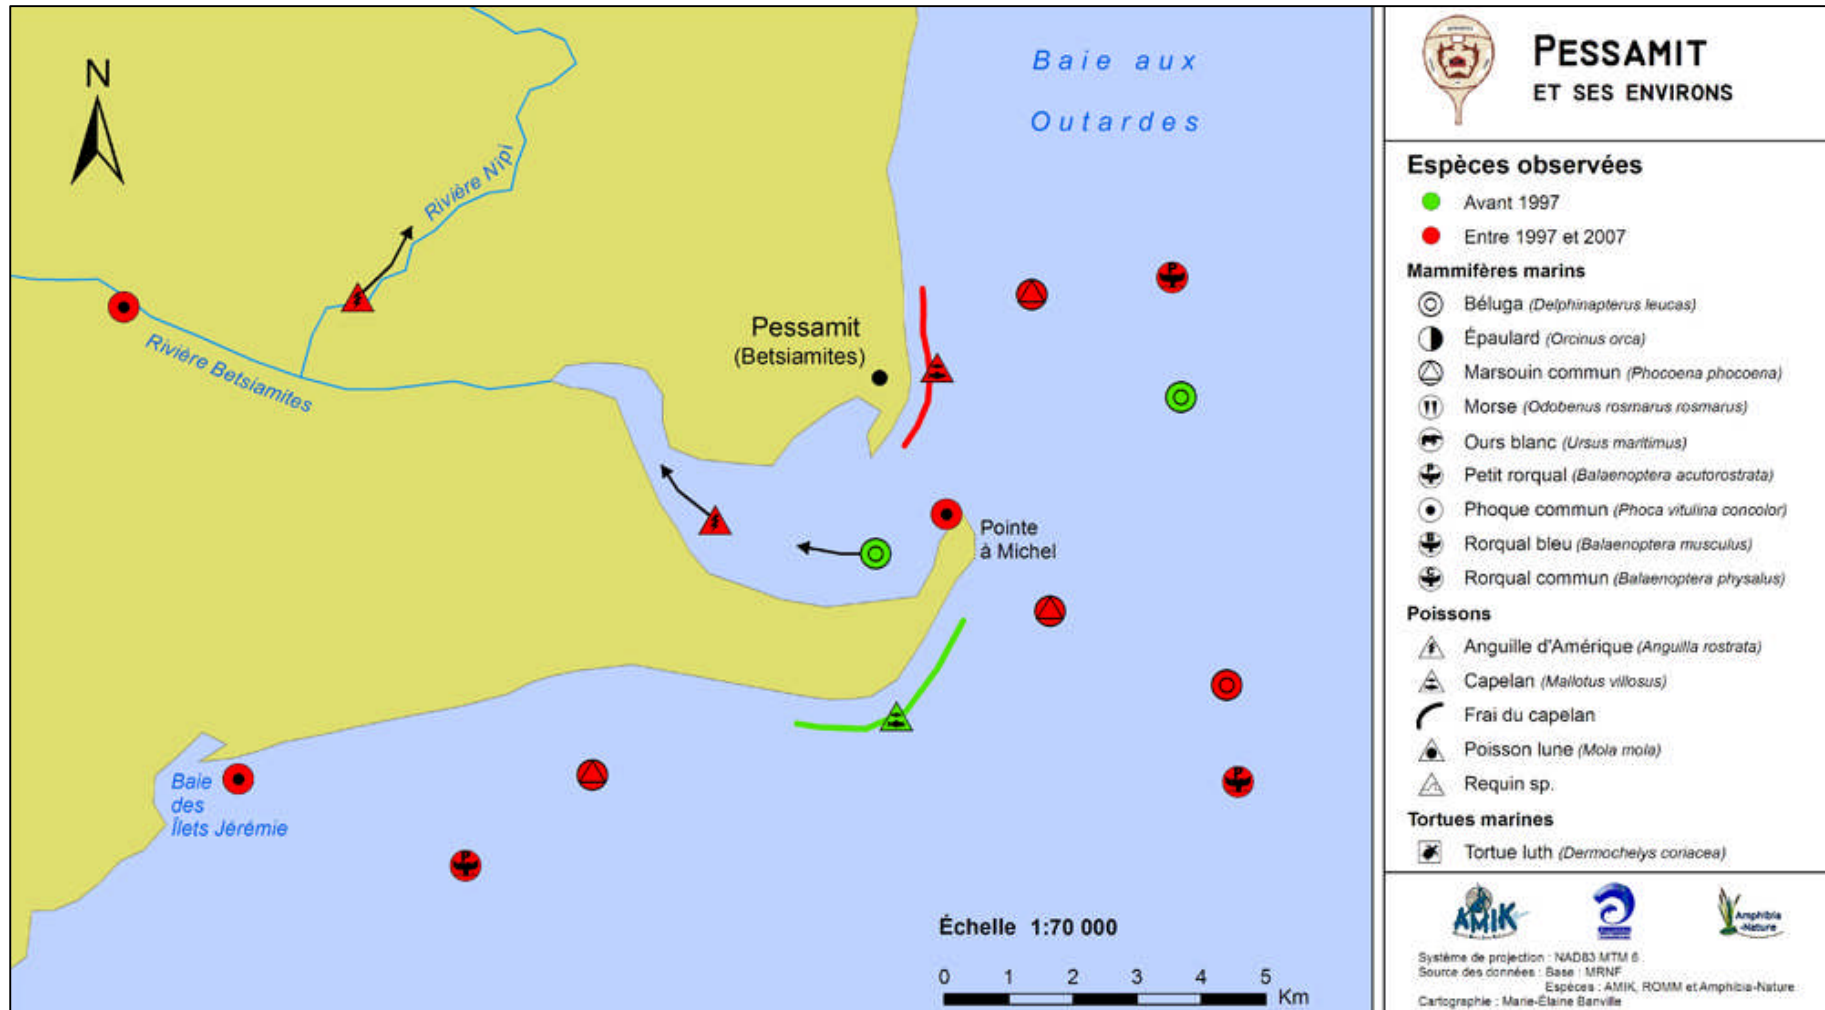 N
Baie aux
Outardes
Rivière Nipi
Rivière Betsiamites
Pessamit
(Betsiamites)
Pointe
à Michel
Baie
des
Îlets Jérémie
Échelle 1:70 000
0 1 2 3 4 5
Km
PESSAMIT
ET SES ENVIRONS
Espèces observées
Avant 1997
Entre 1997 et 2007
Mammifères marins
Béluga (Delphinapterus leucas)
Épaulard (Orcinus orca)
Marsouin commun (Phocoena phocoena)
Morse (Odobenus rosmarus rosmarus)
Ours blanc (Ursus maritimus)
Petit rorqual (Balaenoptera acutorostrata)
Phoque commun (Phoca vitulina concolor)
Rorqual bleu (Balaenoptera musculus)
Rorqual commun (Balaenoptera physalus)
Poissons
Anguille d'Amérique (Anguilla rostrata)
Capelan (Mallotus villosus)
Frai du capelan
Poisson lune (Mola mola)
Requin sp.
Tortues marines
Tortue luth (Dermochelys coriacea)
AMIK
Amphibia
-Nature
Système de projection : NAD83 MTM 6
Source des données : Base : MRNF
Espèces : AMIK, ROMM et Amphibia-Nature
Cartographie : Marie-Élaine Banville